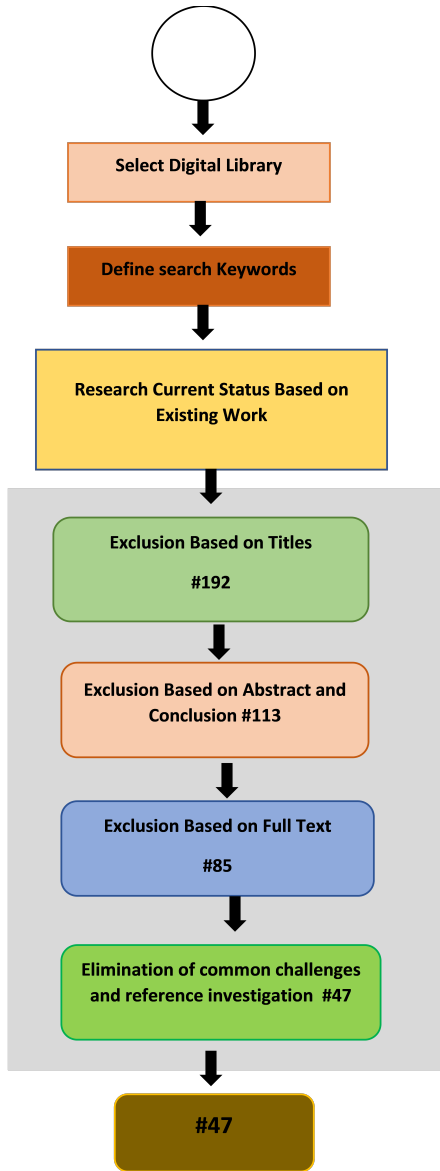 Select Digital Library
Define search Keywords
Research Current Status Based on
Existing Work
Exclusion Based on Titles
#192
Exclusion Based on Abstract and
Conclusion #113
Exclusion Based on Full Text
#85
Elimination of common challenges
and reference investigation #47
#47